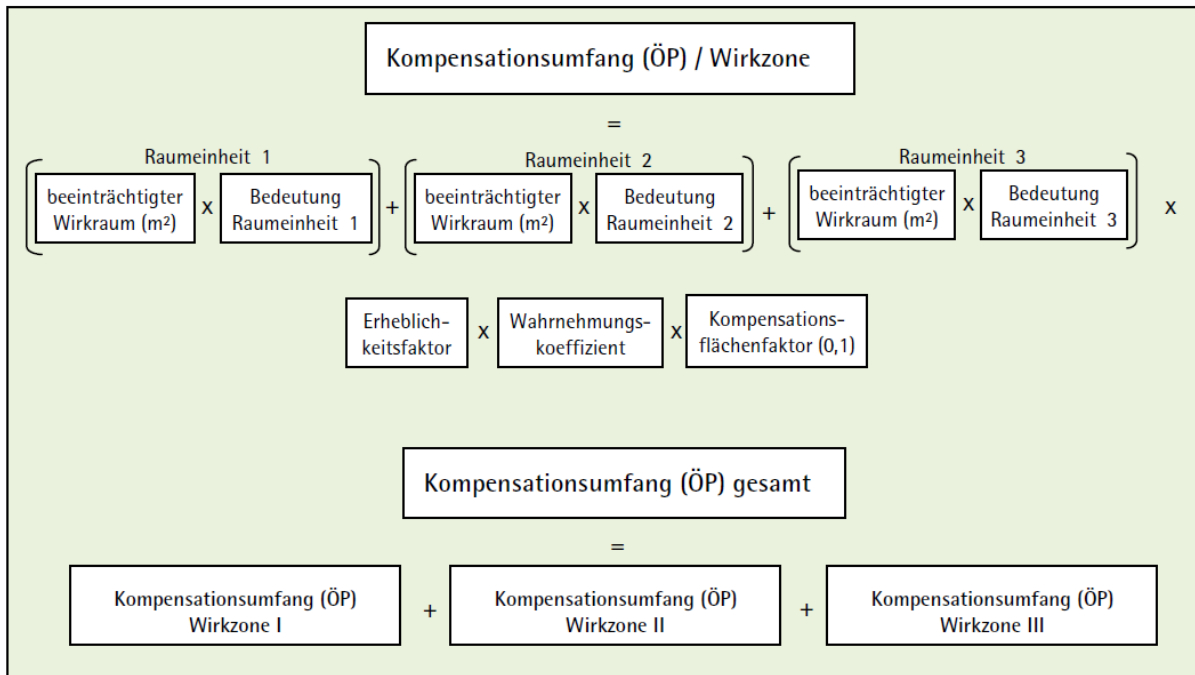 Kompensationsumfang (ÖP) / Wirkzone
=
Raumeinheit 1
Raumeinheit 2
Raumeinheit 3
beeinträchtigter
Wirkraum (m²)
x
Bedeutung
Raumeinheit 1
+
beeinträchtigter
Wirkraum (m²)
x
Bedeutung
Raumeinheit 2
+
beeinträchtigter
Wirkraum (m²)
x
Bedeutung
Raumeinheit 3
x
Erheblich-
keitsfaktor
x
Wahrnehmungs-
koeffizient
x
Kompensations-
flächenfaktor (0,1)
Kompensationsumfang (ÖP) gesamt
=
Kompensationsumfang (ÖP)
Wirkzone I
+
Kompensationsumfang (ÖP)
Wirkzone II
+
Kompensationsumfang (ÖP)
Wirkzone III